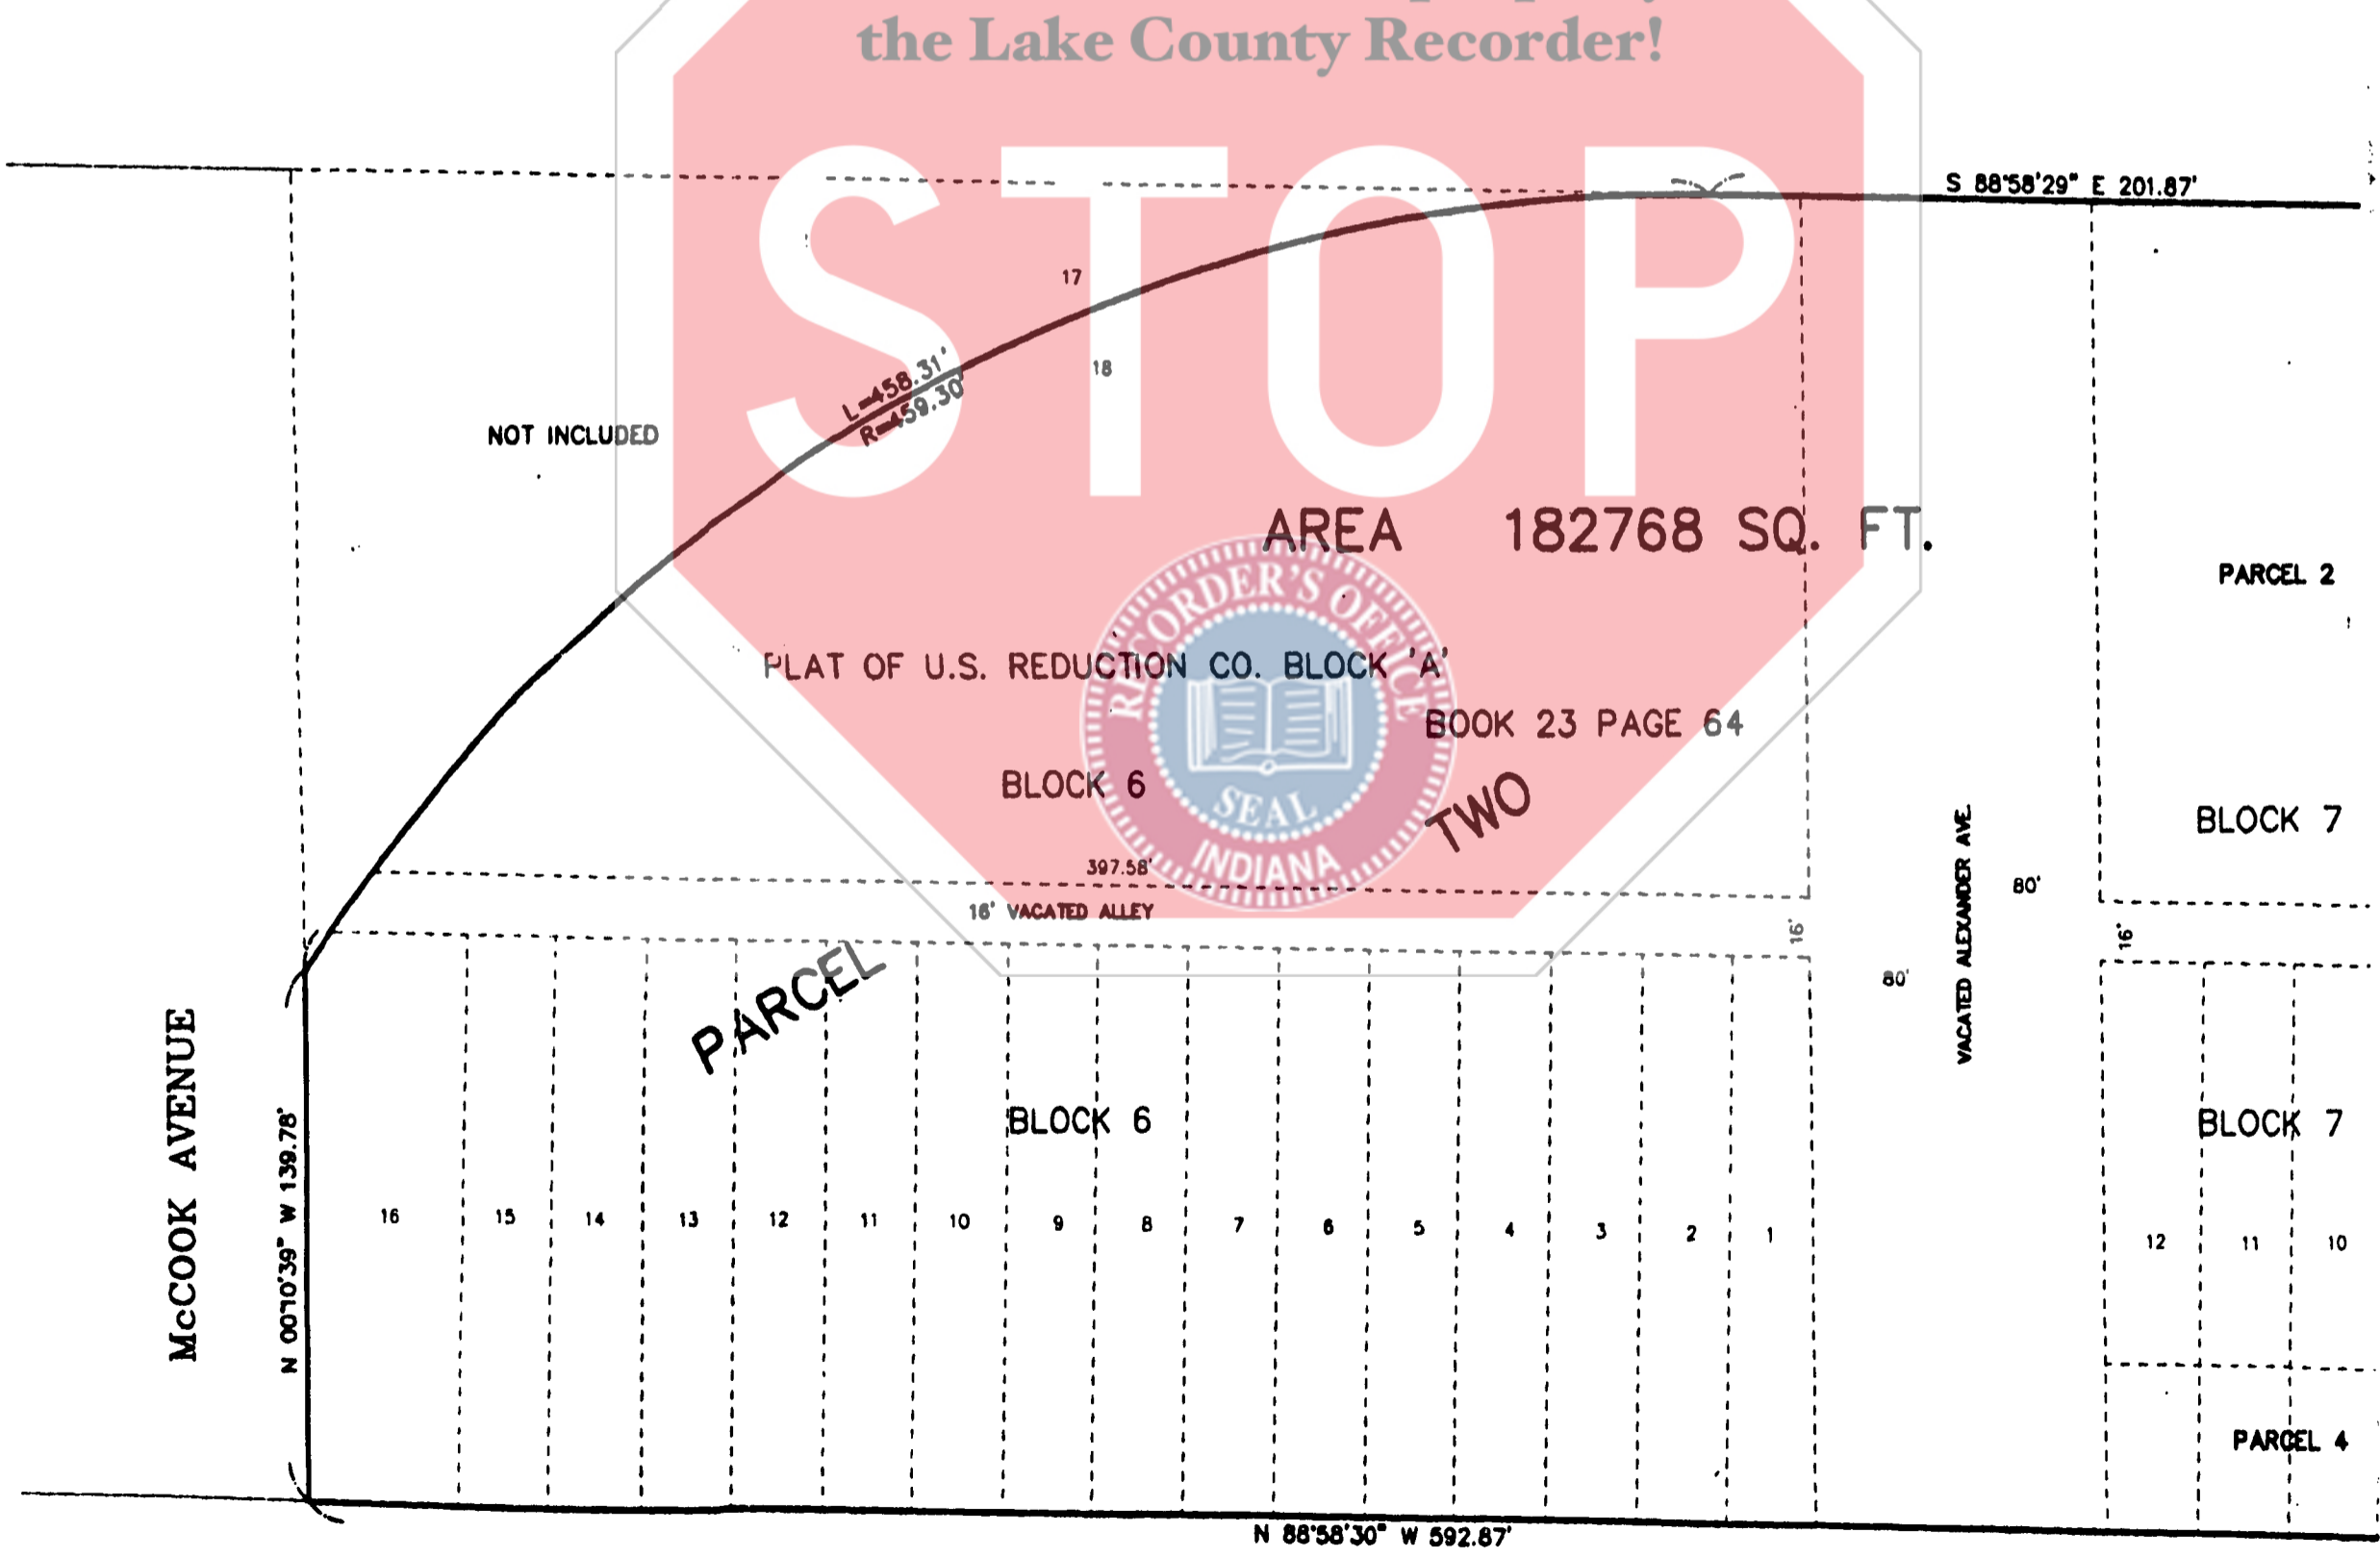 the Lake County Recorder!
STOP
S 88°58'29" E 201.87'
17
L=458.31'
R=459.30'
18
NOT INCLUDED
AREA 182768 SQ. FT.
PARCEL 2
RECORDER'S OFFICE
SEAL
INDIANA
PLAT OF U.S. REDUCTION CO. BLOCK 'A'
BOOK 23 PAGE 64
BLOCK 6
TWO
BLOCK 7
VACATED ALEXANDER AVE.
397.58'
80'
16' VACATED ALLEY
16'
16'
80'
PARCEL
McCOOK AVENUE
N 00°10'39" W 139.78'
BLOCK 6
BLOCK 7
16 15 14 13 12 11 10 9 8 7 6 5 4 3 2 1
12 11 10
PARCEL 4
N 88°58'30" W 592.87'